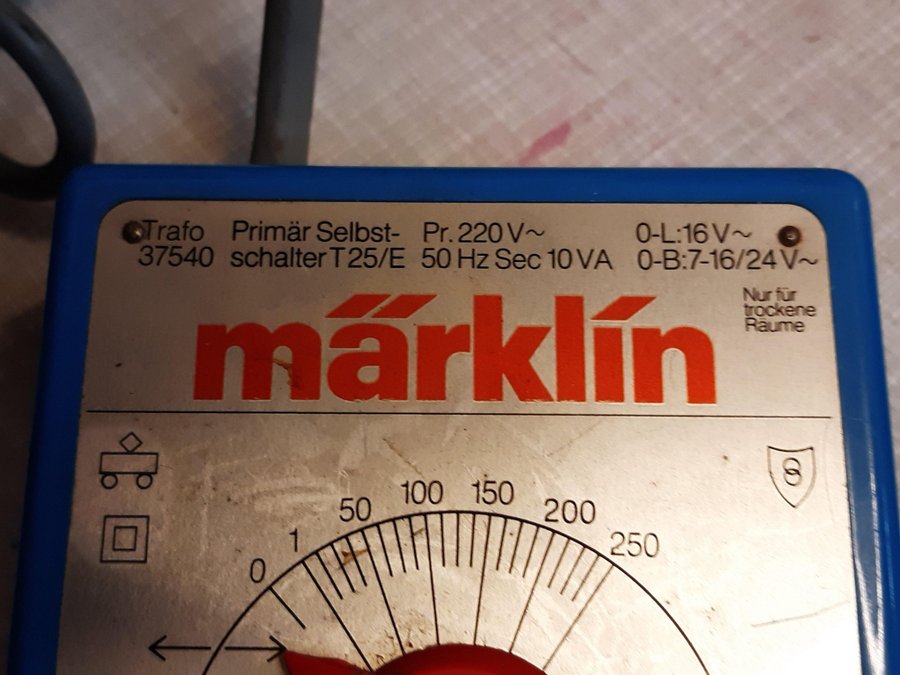 Trafo Primär Selbst- Pr. 220 V~ 0-L:16 V~
37540 schalter T 25/E 50 Hz Sec 10 VA 0-B:7-16/24 V~
märklin
Nur für
trockene
Räume
0 1 50 100 150 200 250